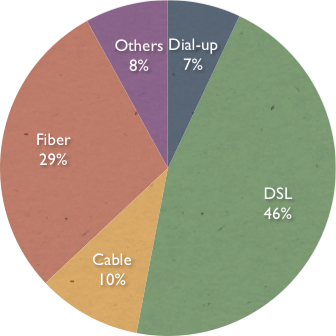 Others
8%
Dial-up
7%
DSL
46%
Cable
10%
Fiber
29%